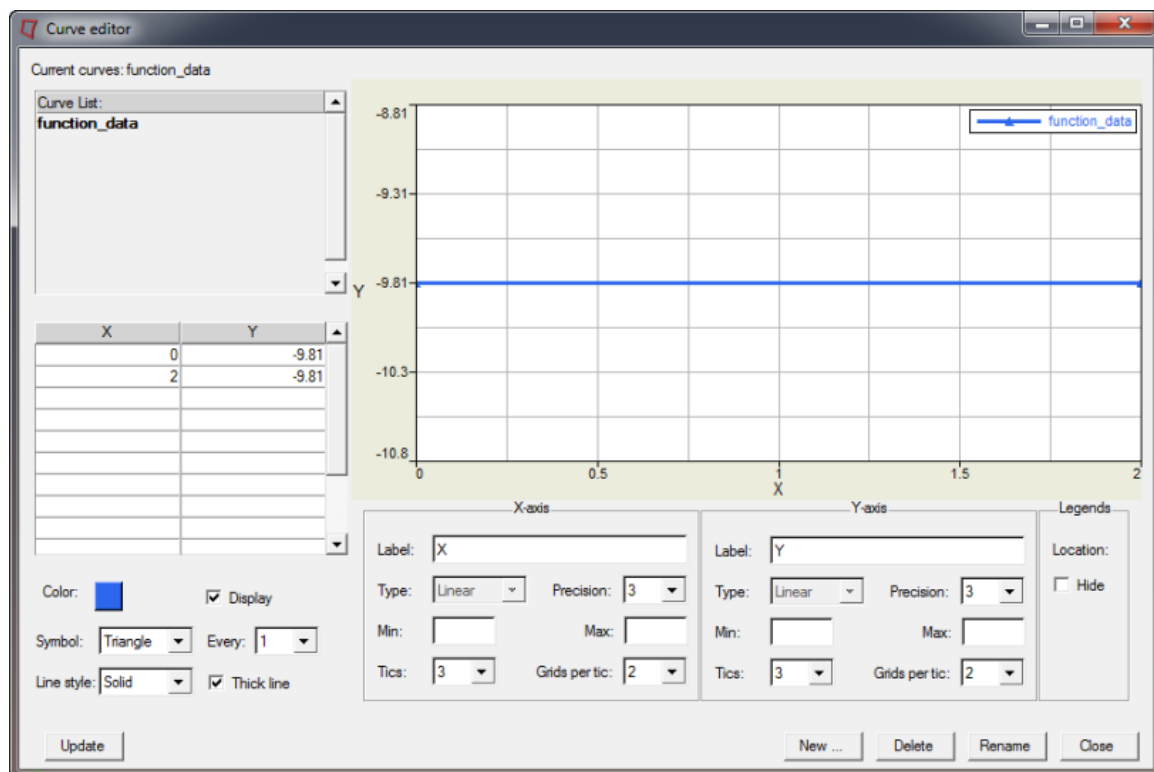 Curve editor
Current curves: function_data
Curve List:
function_data
X Y
0 -9.81
2 -9.81
Color:
Display
Symbol: Triangle Every: 1
Line style: Solid Thick line
Update
function_data
-8.81
-9.31
Y -9.81
-10.3
-10.8
0 0.5 1 1.5 2
X
X-axis
Label: X
Type: Linear Precision: 3
Min: Max:
Tics: 3 Grids per tic: 2
Y-axis
Label: Y
Type: Linear Precision: 3
Min: Max:
Tics: 3 Grids per tic: 2
Legends
Location:
Hide
New ... Delete Rename Close